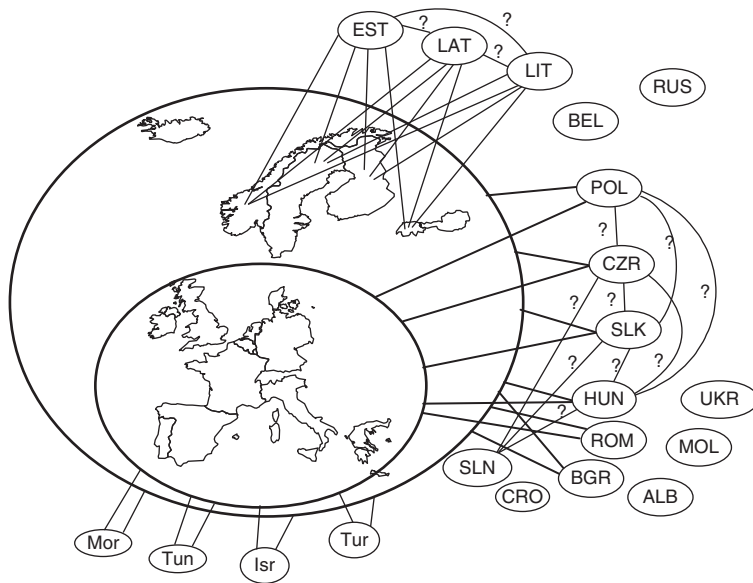 ?
EST
?
LAT
?
LIT
RUS
BEL
POL
?
?
CZR
?
?
?
SLK
?
?
?
HUN
UKR
?
ROM
MOL
SLN
BGR
CRO
ALB
Mor
Tun
Isr
Tur